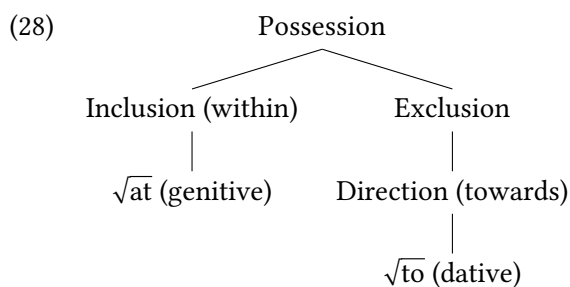 (28) Possession
Inclusion (within) Exclusion
√at (genitive) Direction (towards)
√to (dative)